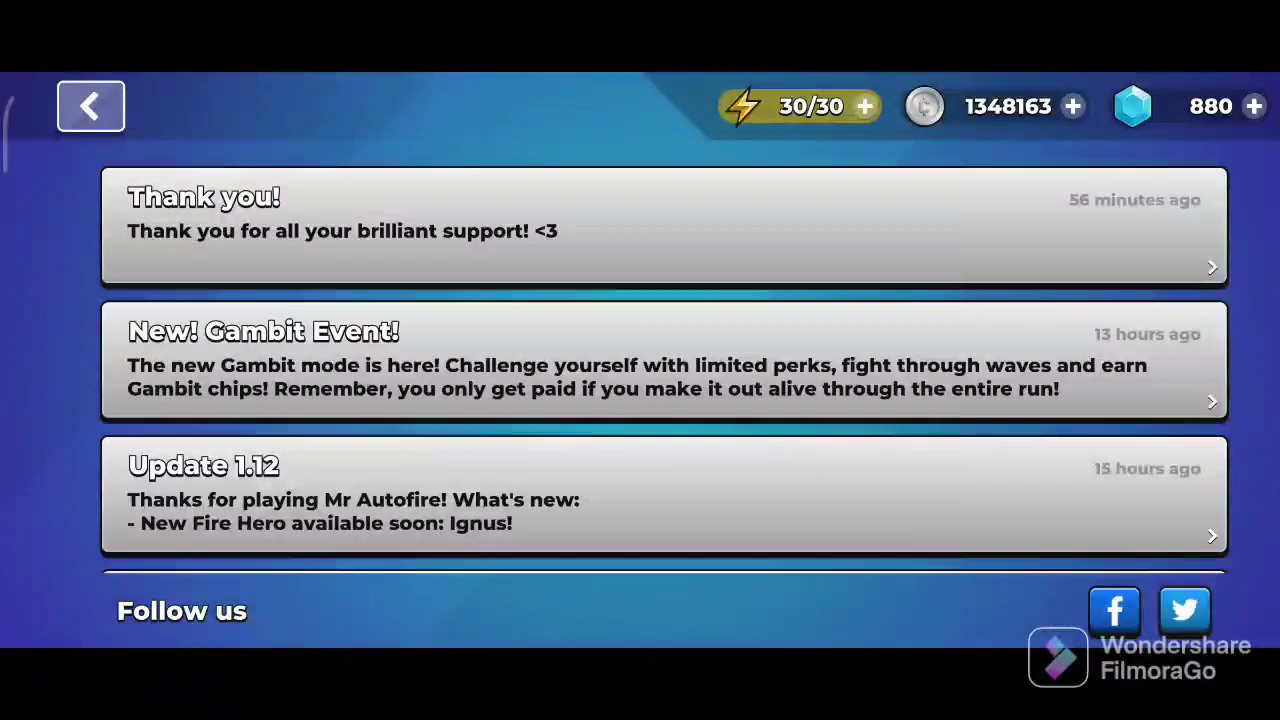 30/30
1348163
880
Thank you!
56 minutes ago
Thank you for all your brilliant support! <3
New! Gambit Event!
13 hours ago
The new Gambit mode is here! Challenge yourself with limited perks, fight through waves and earn
Gambit chips! Remember, you only get paid if you make it out alive through the entire run!
Update 1.12
15 hours ago
Thanks for playing Mr Autofire! What's new:
- New Fire Hero available soon: Ignus!
Follow us
Wondershare
FilmoraGo